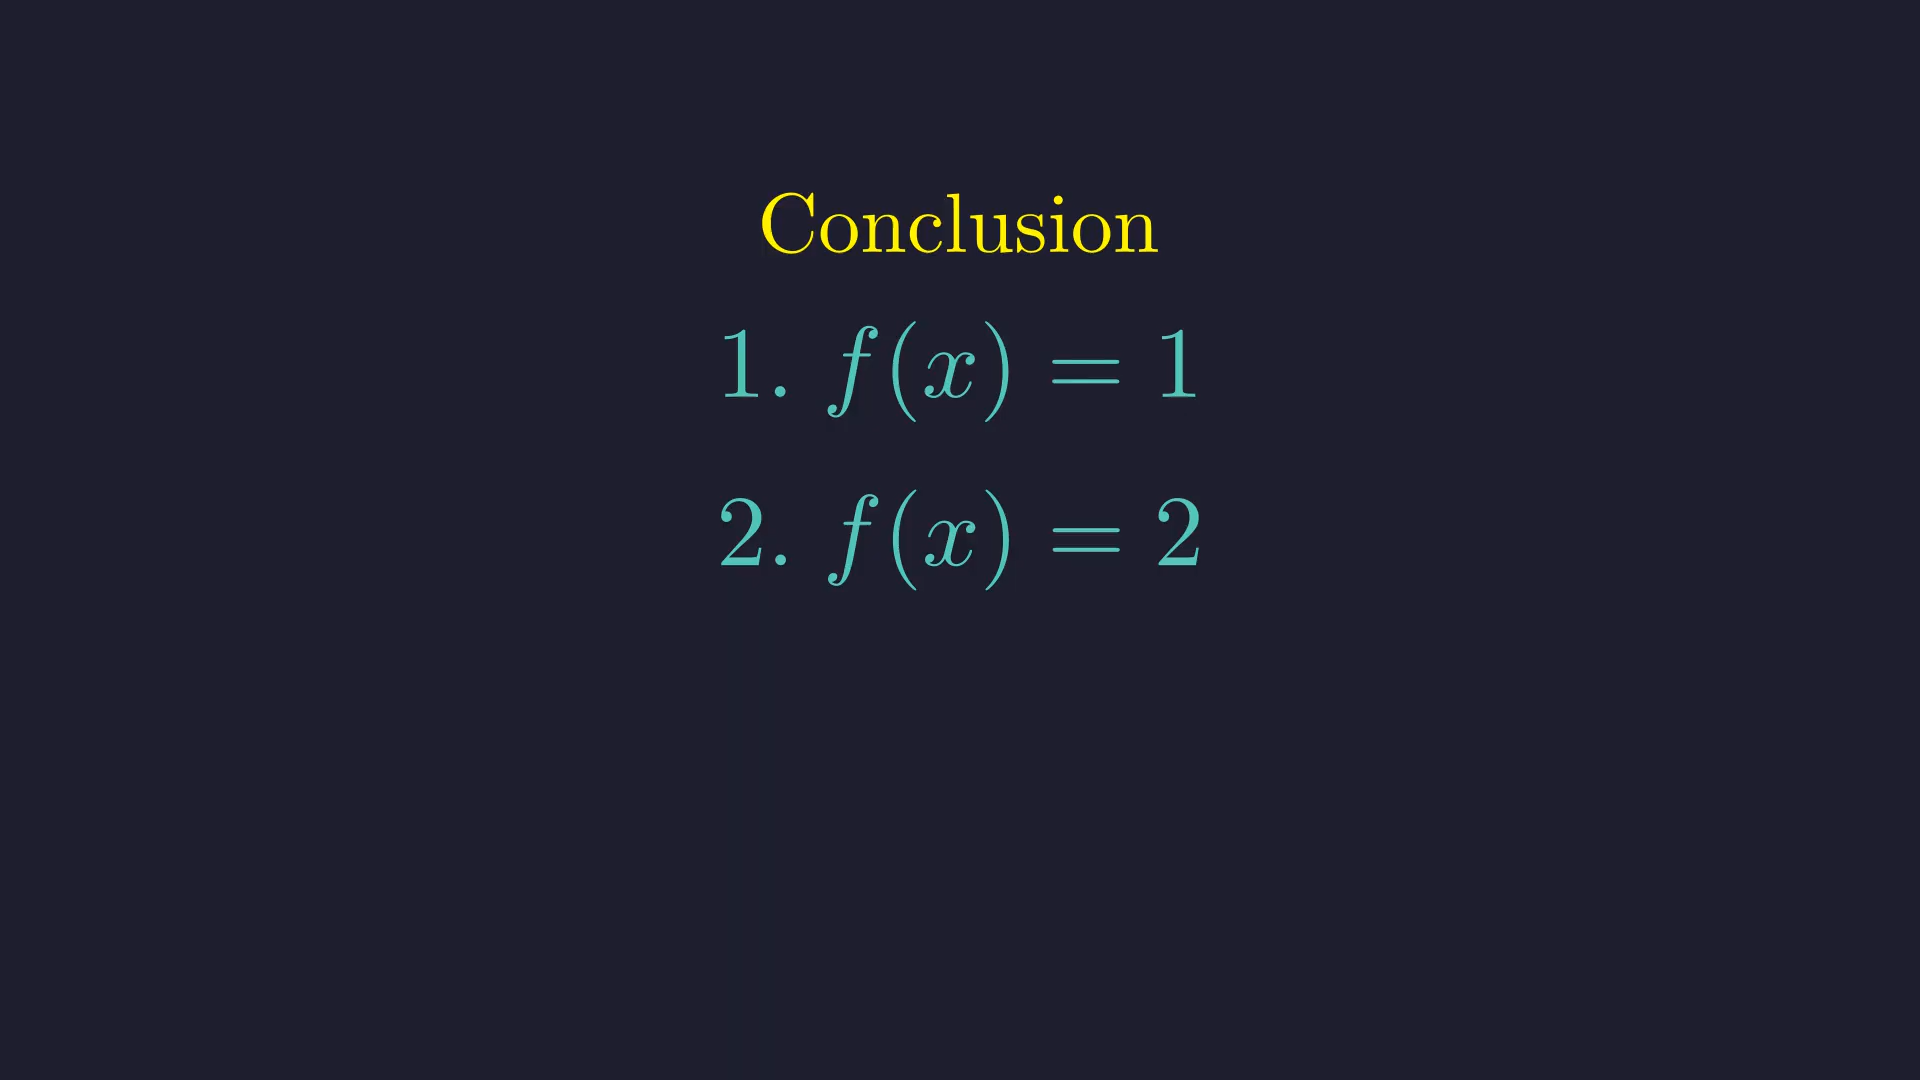 Conclusion
1. f(x) = 1
2. f(x) = 2